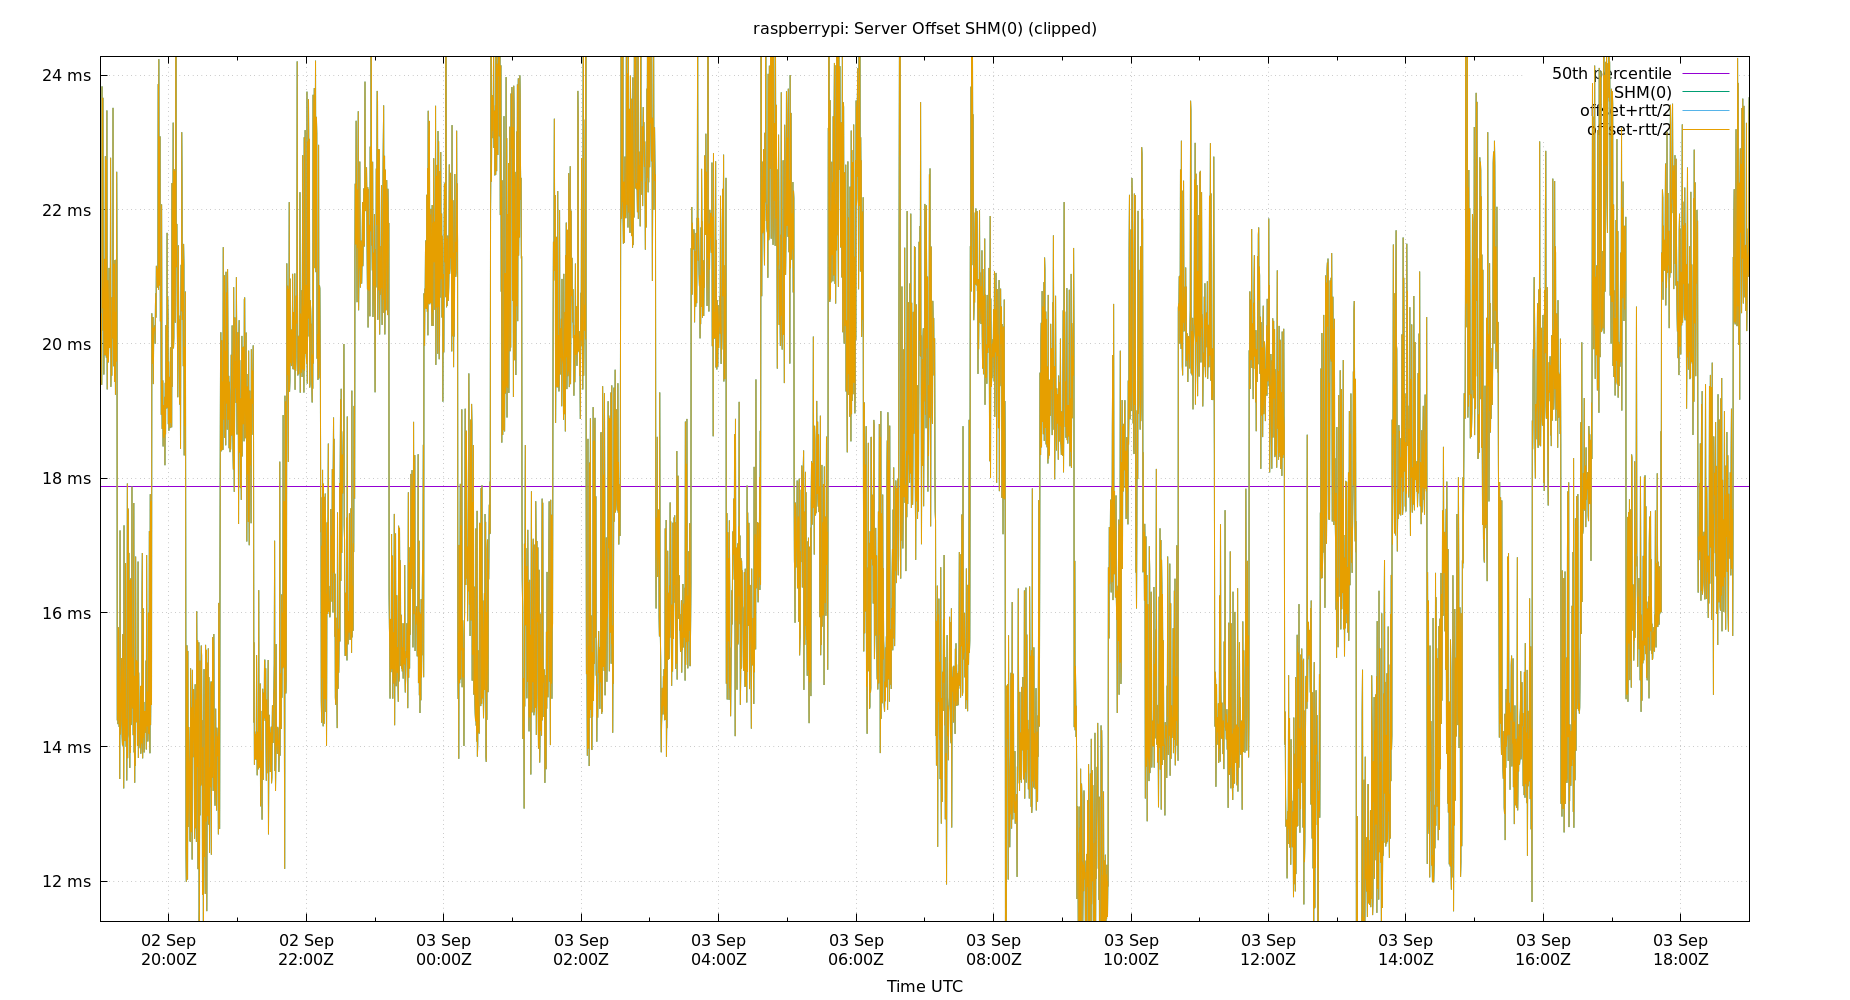 raspberrypi: Server Offset SHM(0) (clipped)
24 ms
22 ms
20 ms
18 ms
16 ms
14 ms
12 ms
50th percentile
SHM(0)
offset+rtt/2
offset-rtt/2
02 Sep 02 Sep 03 Sep 03 Sep 03 Sep 03 Sep 03 Sep 03 Sep 03 Sep 03 Sep 03 Sep 03 Sep
20:00Z 22:00Z 00:00Z 02:00Z 04:00Z 06:00Z 08:00Z 10:00Z 12:00Z 14:00Z 16:00Z 18:00Z
Time UTC